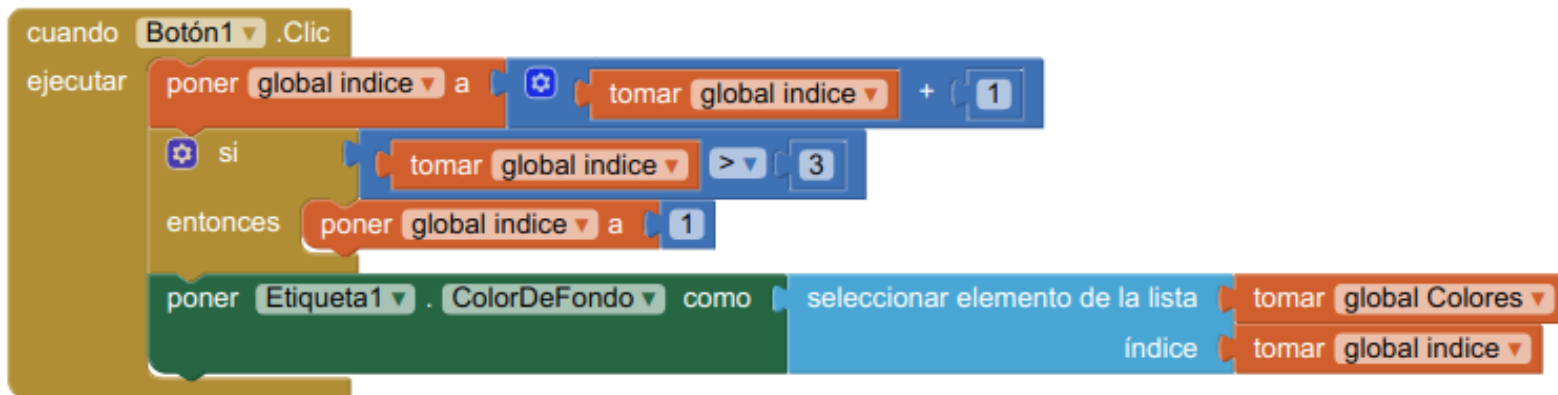 cuando Botón1 .Clic
ejecutar poner global indice a tomar global indice + 1
si tomar global indice > 3
entonces poner global indice a 1
poner Etiqueta1 . ColorDeFondo como seleccionar elemento de la lista tomar global Colores
índice tomar global indice